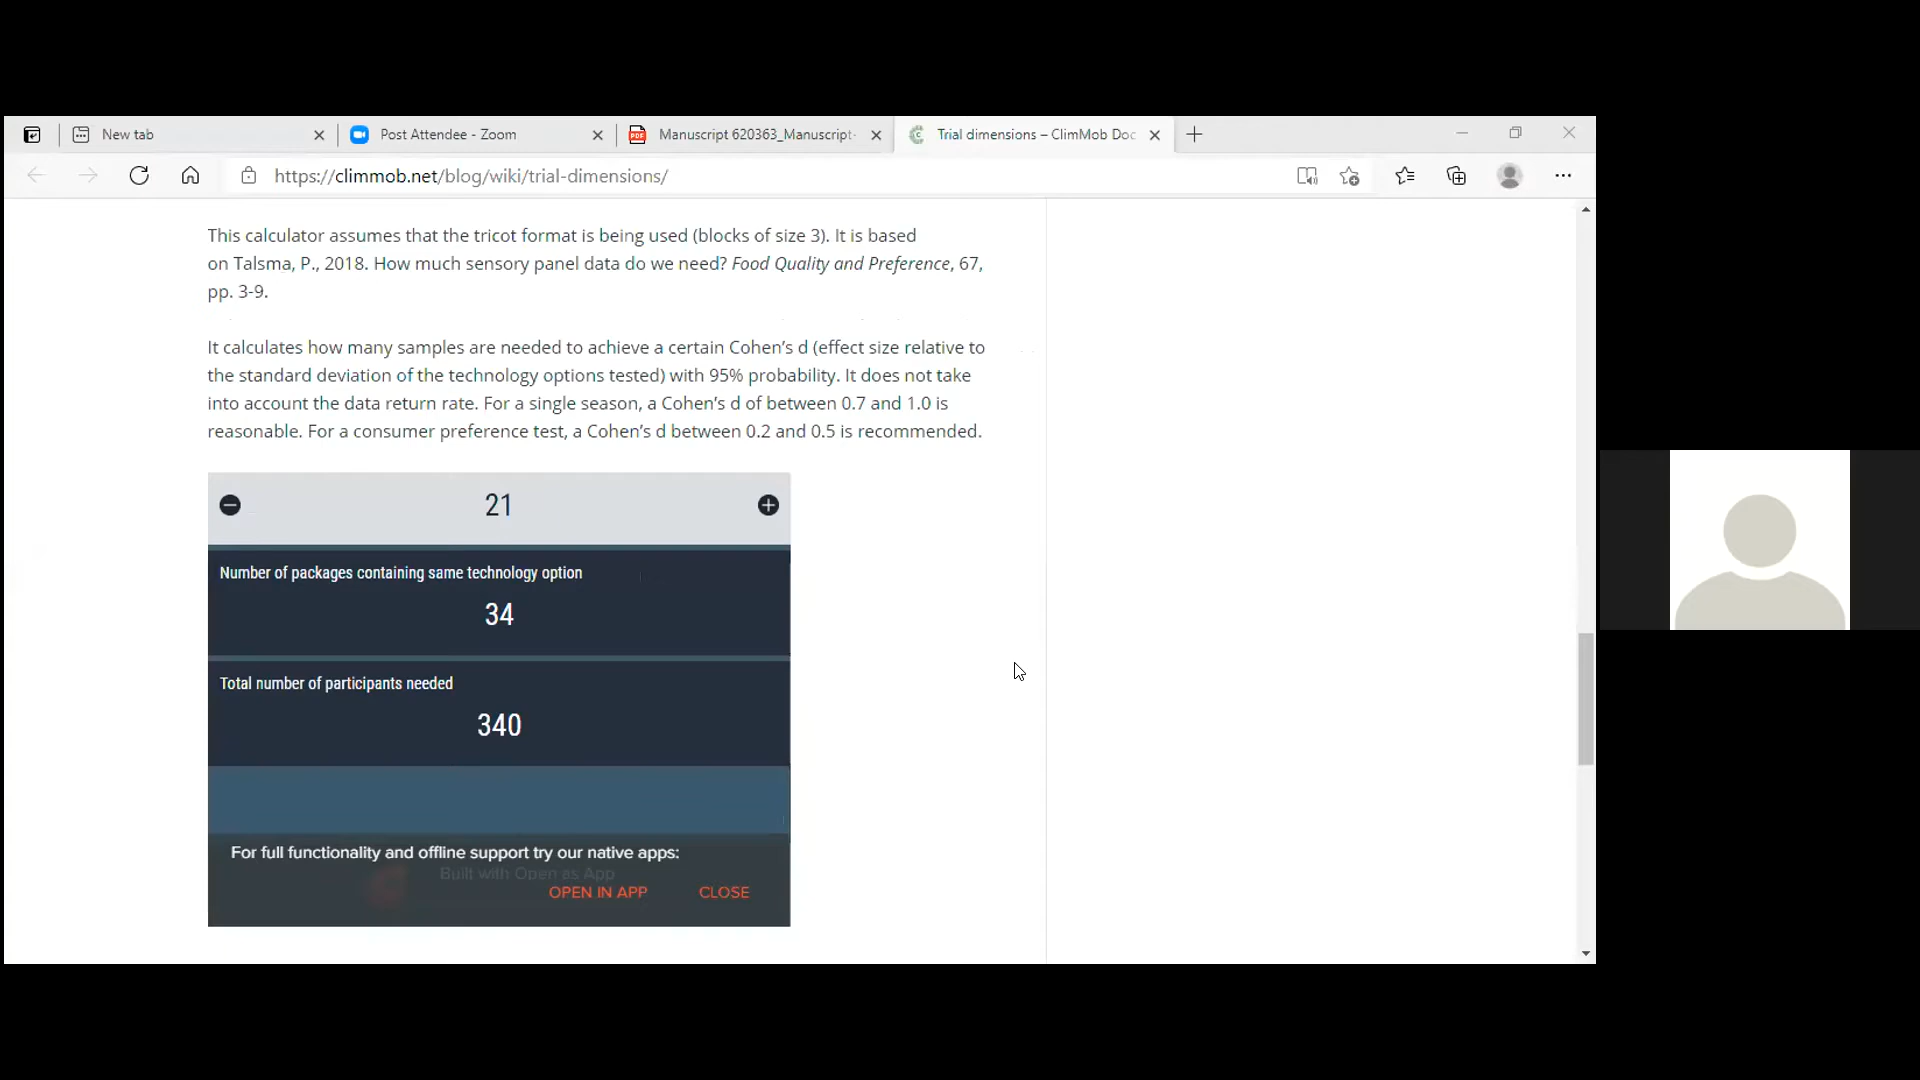 New tab
Post Attendee - Zoom
Manuscript 620363_Manuscript-
Trial dimensions – ClimMob Doc
https://climmob.net/blog/wiki/trial-dimensions/
This calculator assumes that the tricot format is being used (blocks of size 3). It is based
on Talsma, P., 2018. How much sensory panel data do we need? Food Quality and Preference, 67,
pp. 3-9.
It calculates how many samples are needed to achieve a certain Cohen’s d (effect size relative to
the standard deviation of the technology options tested) with 95% probability. It does not take
into account the data return rate. For a single season, a Cohen’s d of between 0.7 and 1.0 is
reasonable. For a consumer preference test, a Cohen’s d between 0.2 and 0.5 is recommended.
21
Number of packages containing same technology option
34
Total number of participants needed
340
For full functionality and offline support try our native apps:
Built with Open as App
OPEN IN APP CLOSE